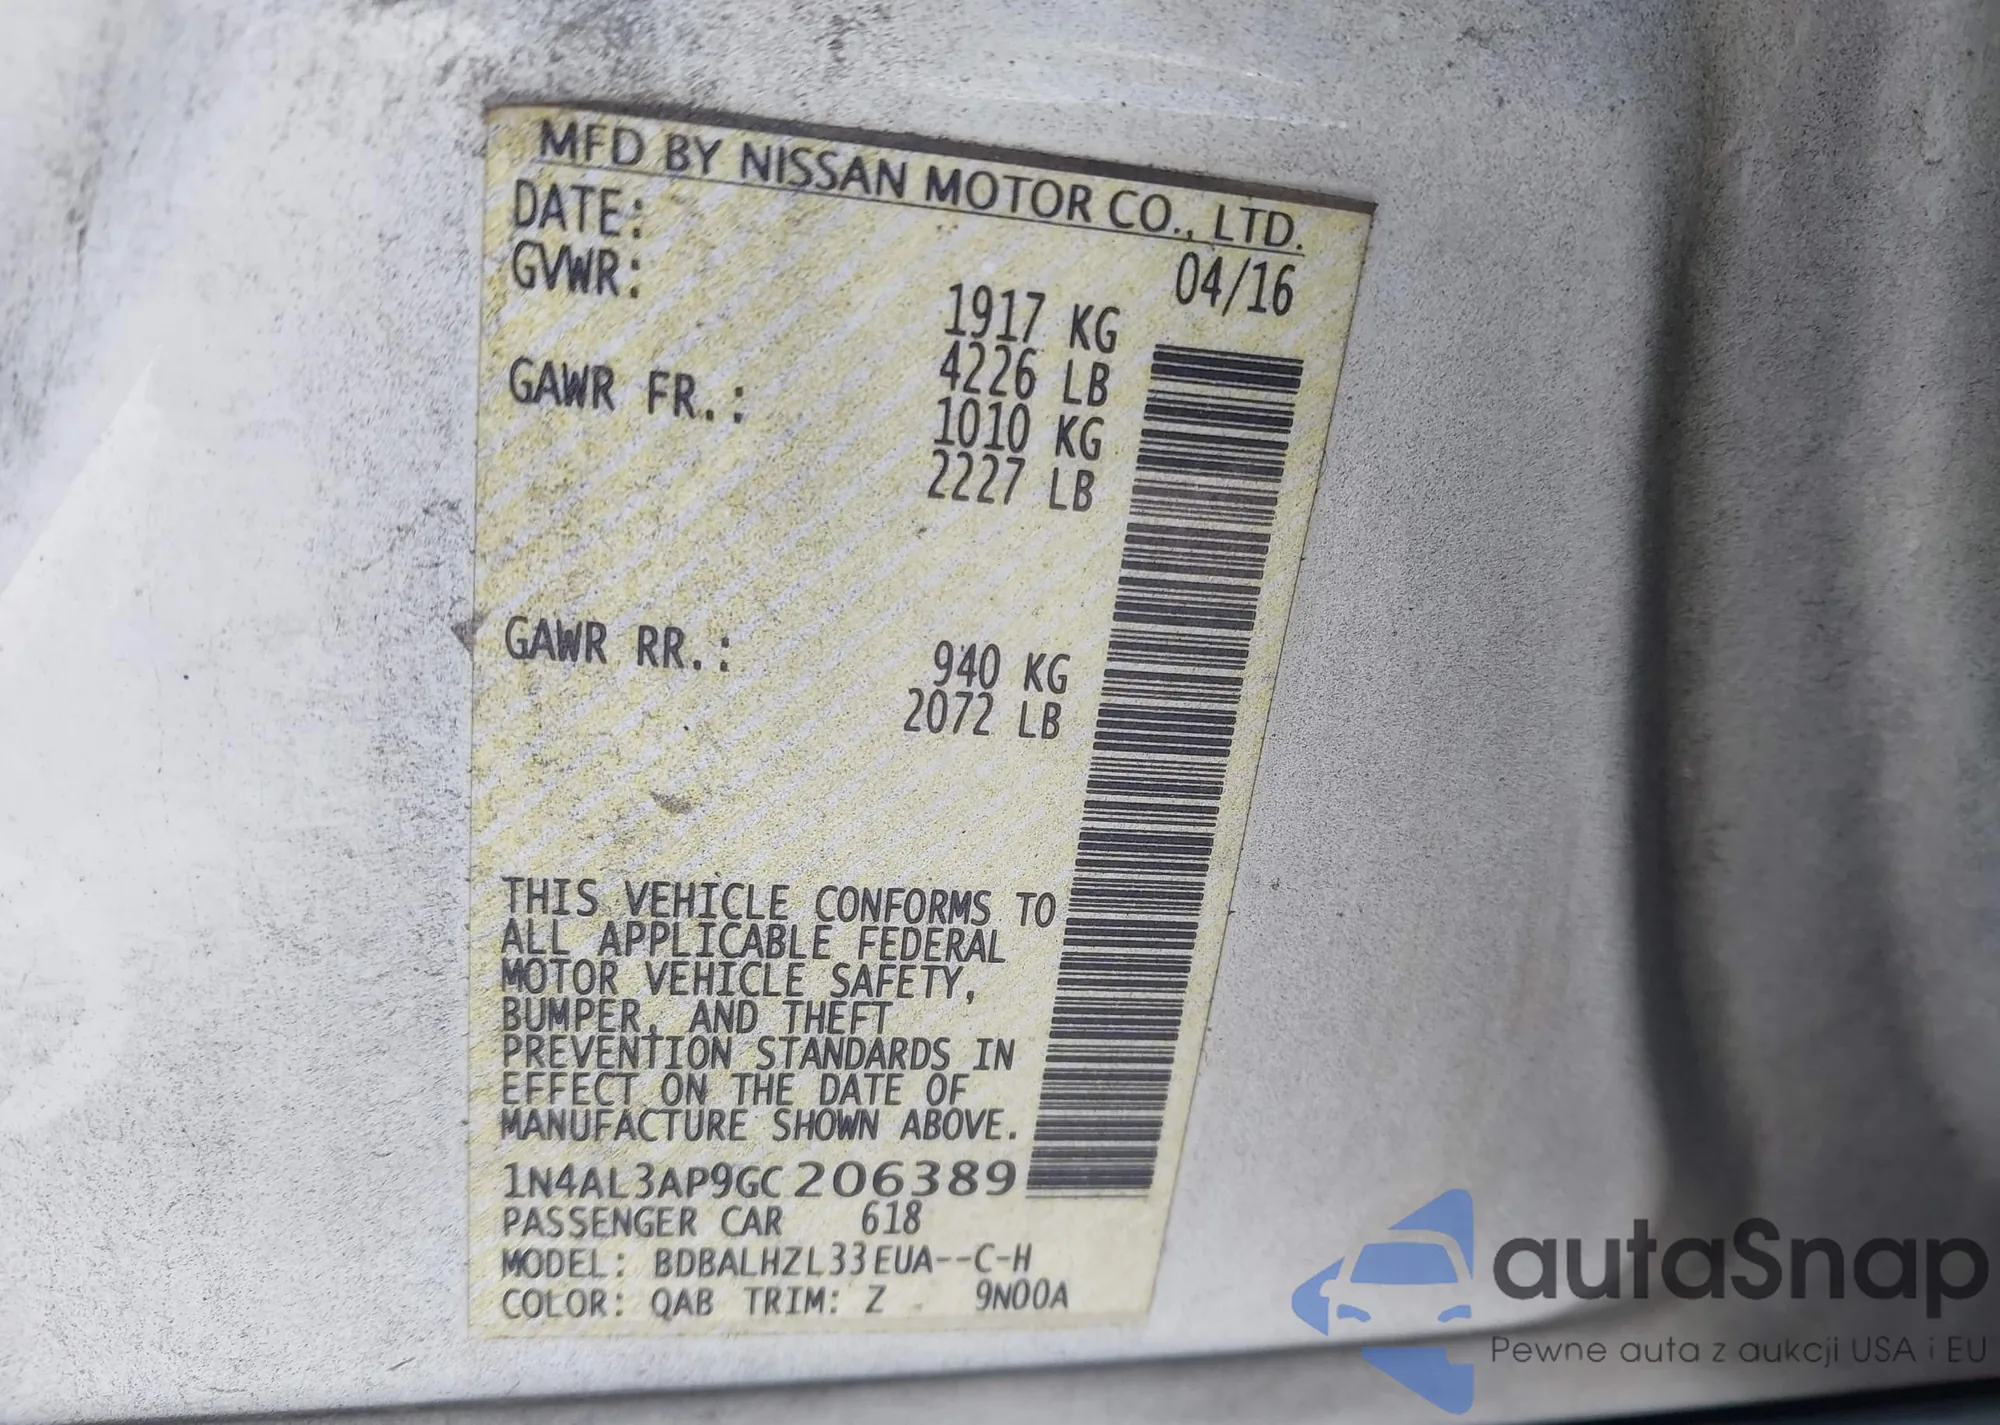 MFD BY NISSAN MOTOR CO., LTD.
DATE: 04/16
GVWR: 1917 KG
4226 LB
GAWR FR.: 1010 KG
2227 LB
GAWR RR.: 940 KG
2072 LB
THIS VEHICLE CONFORMS TO
ALL APPLICABLE FEDERAL
MOTOR VEHICLE SAFETY,
BUMPER, AND THEFT
PREVENTION STANDARDS IN
EFFECT ON THE DATE OF
MANUFACTURE SHOWN ABOVE.
1N4AL3AP9GC206389
PASSENGER CAR 618
MODEL: BDBALHZL33EUA--C-H
COLOR: QAB TRIM: Z 9N00A
autaSnap
Pewne auta z aukcji USA i EU